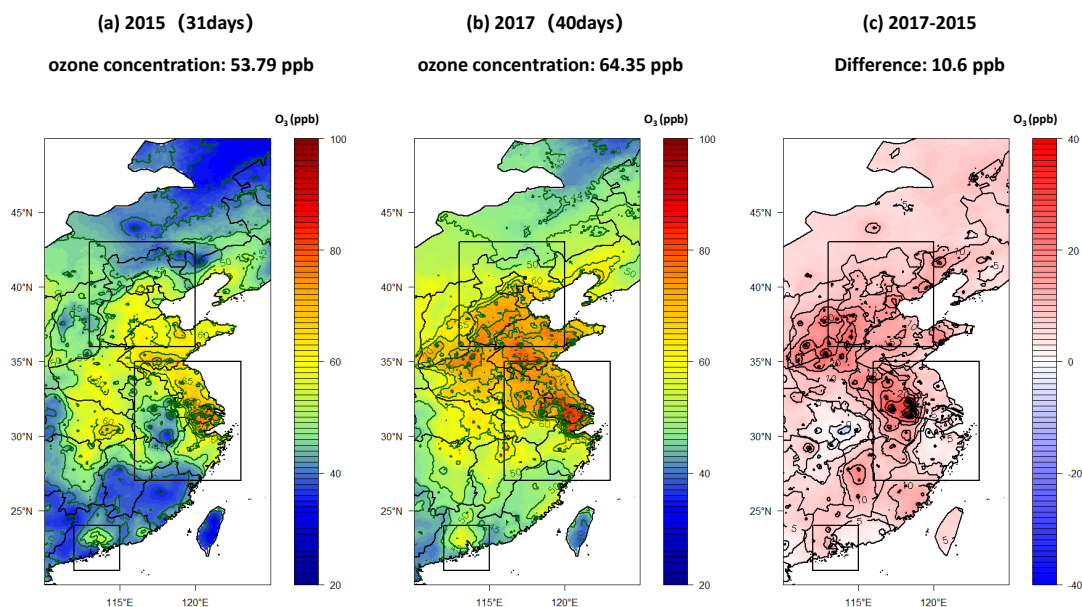 (a) 2015（31days）
ozone concentration: 53.79 ppb
(b) 2017（40days）
ozone concentration: 64.35 ppb
(c) 2017-2015
Difference: 10.6 ppb
O₃ (ppb)
100
80
60
40
20
45°N
40°N
35°N
30°N
25°N
115°E
120°E
O₃ (ppb)
100
80
60
40
20
45°N
40°N
35°N
30°N
25°N
115°E
120°E
O₃ (ppb)
40
20
0
-20
-40
45°N
40°N
35°N
30°N
25°N
115°E
120°E